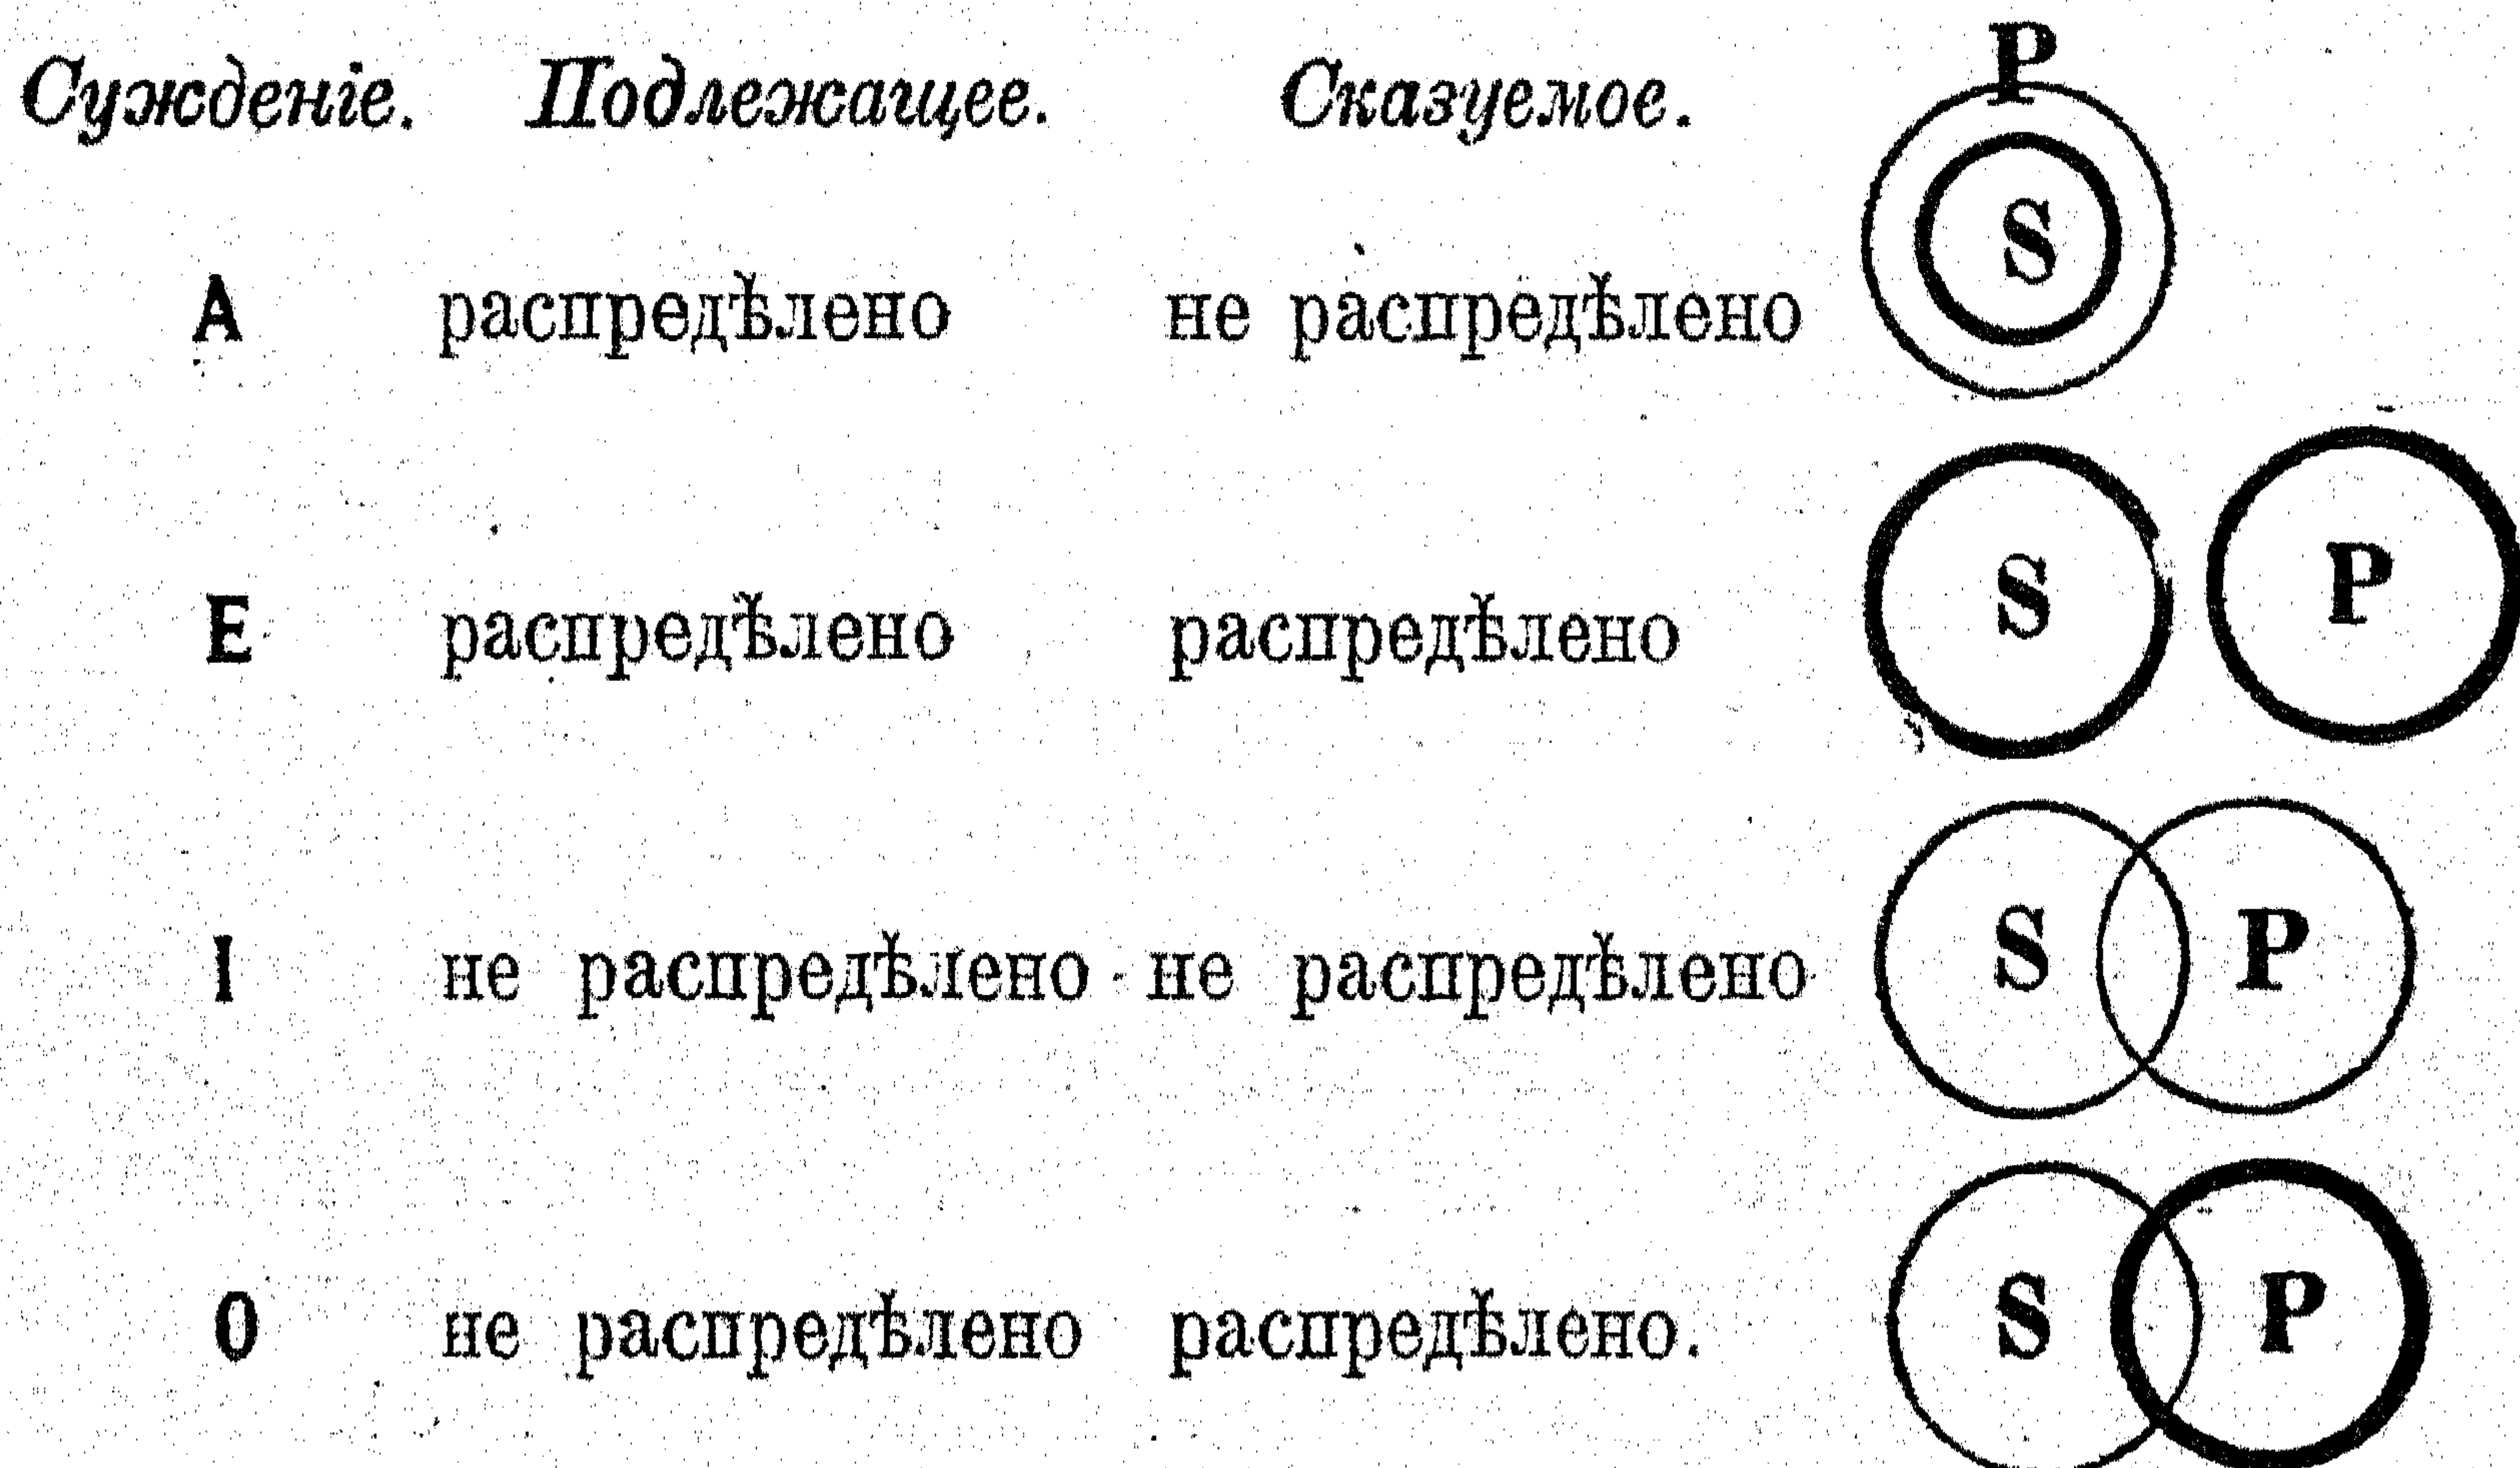 Сужденіе. Подлежащее. Сказуемое. P
S
A распредѣлено не распредѣлено
E распредѣлено распредѣлено S P
I не распредѣлено не распредѣлено S P
O не распредѣлено распредѣлено. S P